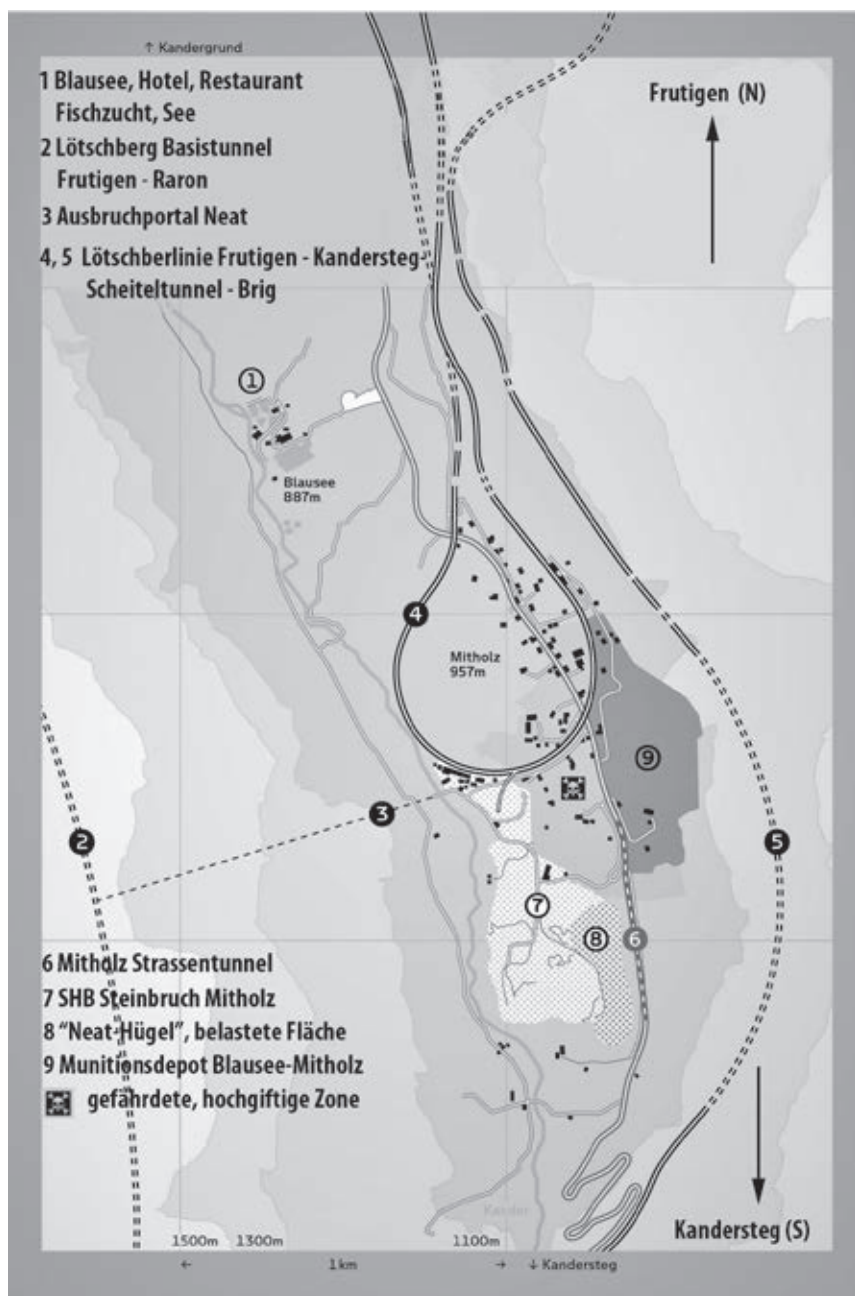 ↑ Kandergrund
1 Blausee, Hotel, Restaurant
Fischzucht, See
2 Lötschberg Basistunnel
Frutigen - Raron
3 Ausbruchportal Neat
4, 5 Lötschberlinie Frutigen - Kandersteg-
Scheiteltunnel - Brig
Frutigen (N)
1
Blausee
887m
4
Mitholz
957m
9
3
2
5
7
8
6
6 Mitholz Strassentunnel
7 SHB Steinbruch Mitholz
8 “Neat-Hügel”, belastete Fläche
9 Munitionsdepot Blausee-Mitholz
gefährdete, hochgiftige Zone
Kander
Kandersteg (S)
1500m 1300m 1100m
← 1km → ↓ Kandersteg